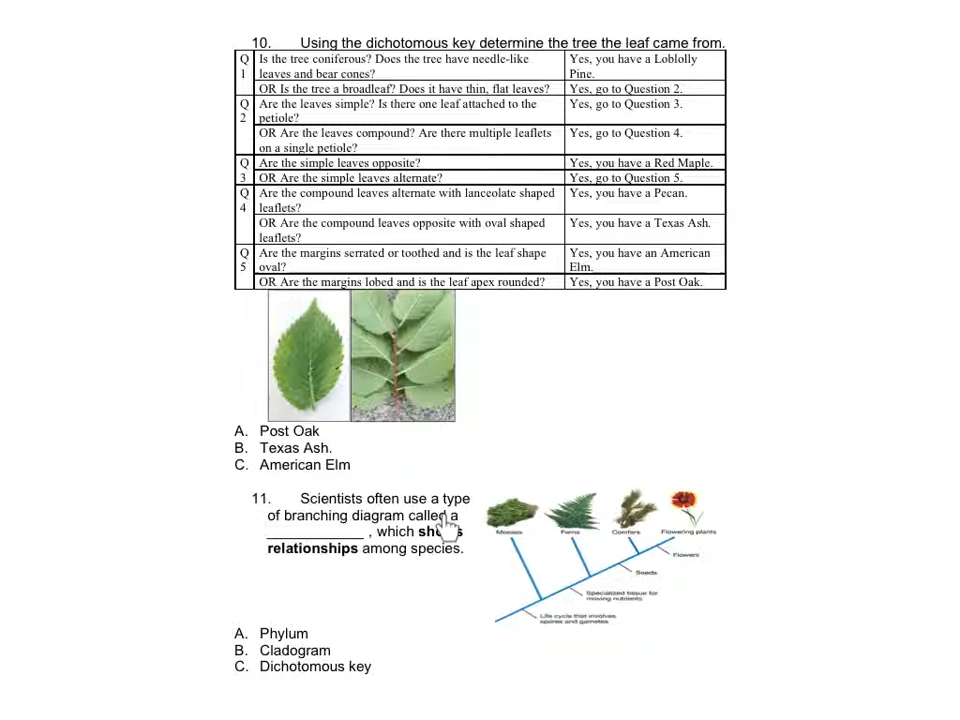 10. Using the dichotomous key determine the tree the leaf came from.
Q 1
Is the tree coniferous? Does the tree have needle-like
leaves and bear cones?
Yes, you have a Loblolly
Pine.
OR Is the tree a broadleaf? Does it have thin, flat leaves?
Yes, go to Question 2.
Q 2
Are the leaves simple? Is there one leaf attached to the
petiole?
Yes, go to Question 3.
OR Are the leaves compound? Are there multiple leaflets
on a single petiole?
Yes, go to Question 4.
Q 3
Are the simple leaves opposite?
Yes, you have a Red Maple.
OR Are the simple leaves alternate?
Yes, go to Question 5.
Q 4
Are the compound leaves alternate with lanceolate shaped
leaflets?
Yes, you have a Pecan.
OR Are the compound leaves opposite with oval shaped
leaflets?
Yes, you have a Texas Ash.
Q 5
Are the margins serrated or toothed and is the leaf shape
oval?
Yes, you have an American
Elm.
OR Are the margins lobed and is the leaf apex rounded?
Yes, you have a Post Oak.
A. Post Oak
B. Texas Ash.
C. American Elm
11. Scientists often use a type
of branching diagram called a
____________ , which shows
relationships among species.
Mosses
Ferns
Conifers
Flowering plants
Flowers
Seeds
Specialized tissue for
moving nutrients
Life cycle that involves
spores and gametes
A. Phylum
B. Cladogram
C. Dichotomous key